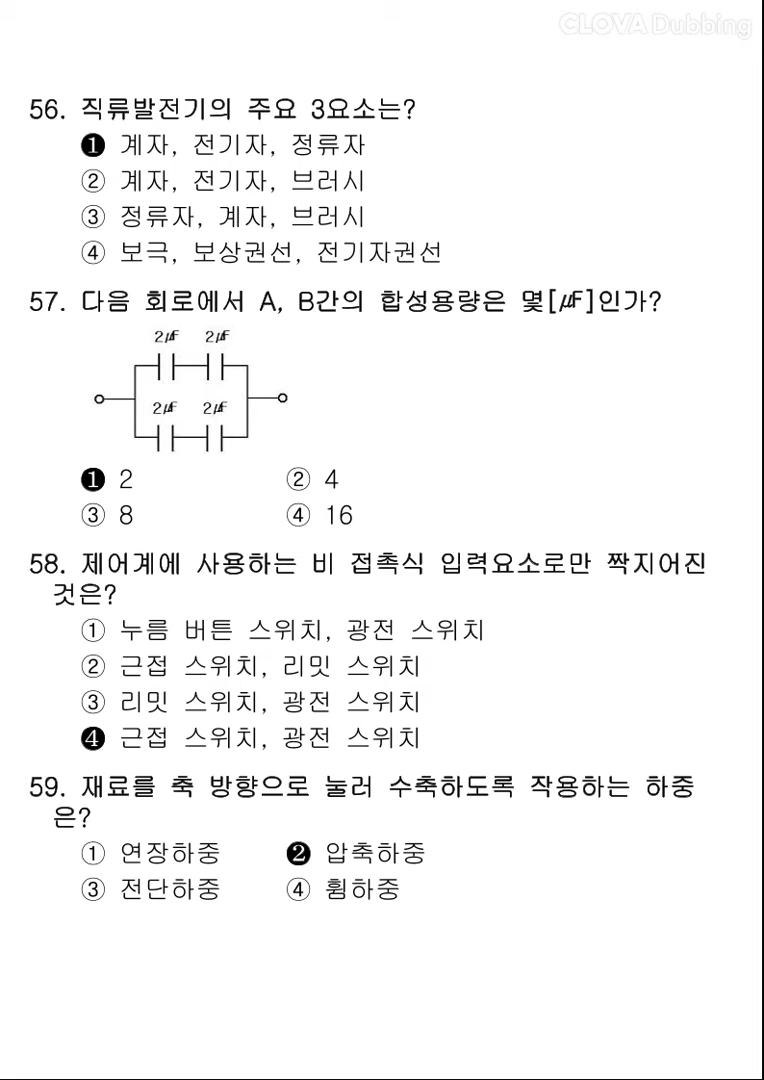 CLOVA Dubbing
56. 직류발전기의 주요 3요소는?
❶ 계자, 전기자, 정류자
② 계자, 전기자, 브러시
③ 정류자, 계자, 브러시
④ 보극, 보상권선, 전기자권선
57. 다음 회로에서 A, B간의 합성용량은 몇[㎌]인가?
2㎌ 2㎌
2㎌ 2㎌
❶ 2 ② 4
③ 8 ④ 16
58. 제어계에 사용하는 비 접촉식 입력요소로만 짝지어진
것은?
① 누름 버튼 스위치, 광전 스위치
② 근접 스위치, 리밋 스위치
③ 리밋 스위치, 광전 스위치
❹ 근접 스위치, 광전 스위치
59. 재료를 축 방향으로 눌러 수축하도록 작용하는 하중
은?
① 연장하중 ❷ 압축하중
③ 전단하중 ④ 휨하중